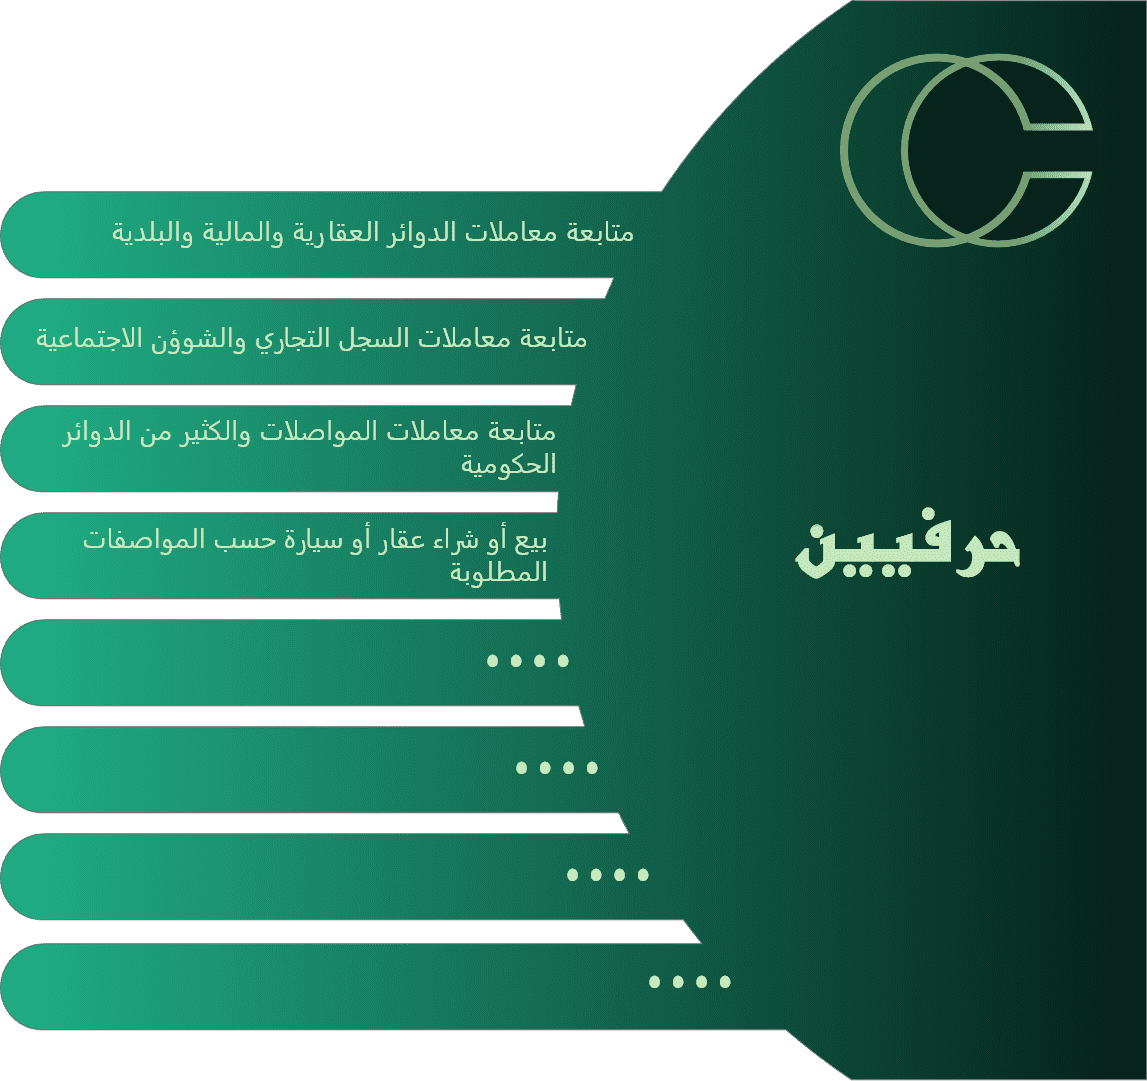 متابعة معاملات الدوائر العقارية والمالية والبلدية
متابعة معاملات السجل التجاري والشوؤن الاجتماعية
متابعة معاملات المواصلات والكثير من الدوائر
الحكومية
حرفيين
بيع أو شراء عقار أو سيارة حسب المواصفات
المطلوبة
....
....
....
....